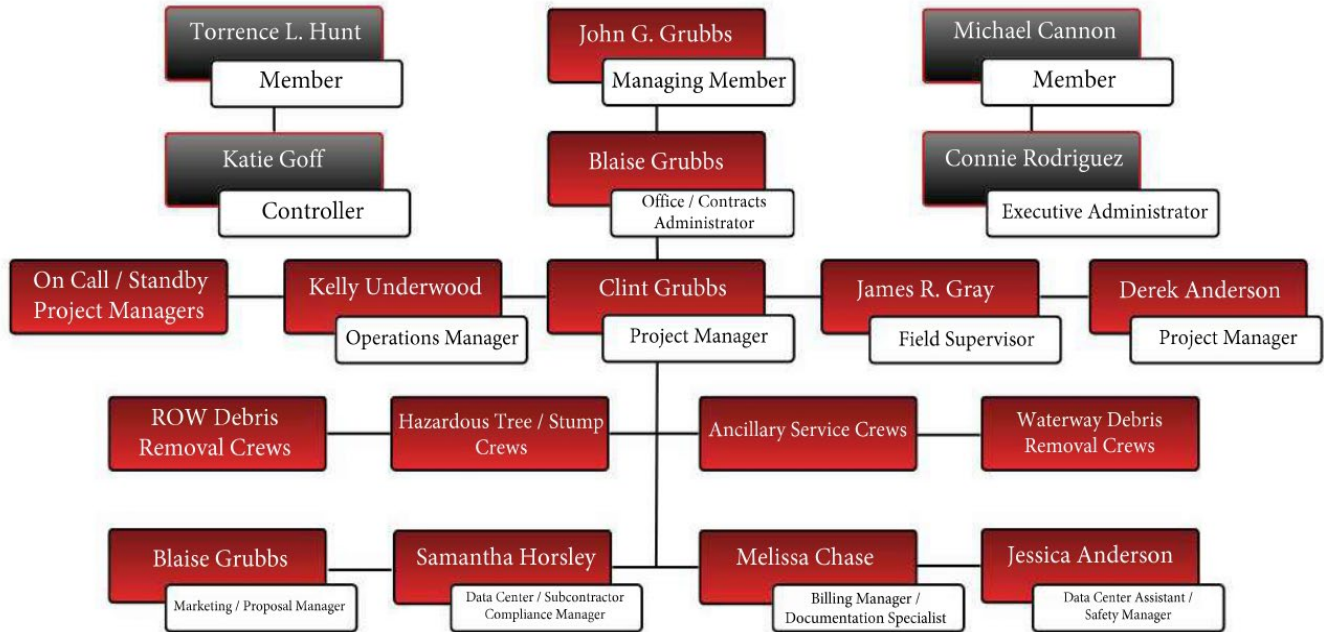 Torrence L. Hunt
Member
John G. Grubbs
Managing Member
Michael Cannon
Member
Katie Goff
Controller
Blaise Grubbs
Office / Contracts
Administrator
Connie Rodriguez
Executive Administrator
On Call / Standby
Project Managers
Kelly Underwood
Operations Manager
Clint Grubbs
Project Manager
James R. Gray
Field Supervisor
Derek Anderson
Project Manager
ROW Debris
Removal Crews
Hazardous Tree / Stump
Crews
Ancillary Service Crews
Waterway Debris
Removal Crews
Blaise Grubbs
Marketing / Proposal Manager
Samantha Horsley
Data Center / Subcontractor
Compliance Manager
Melissa Chase
Billing Manager /
Documentation Specialist
Jessica Anderson
Data Center Assistant /
Safety Manager